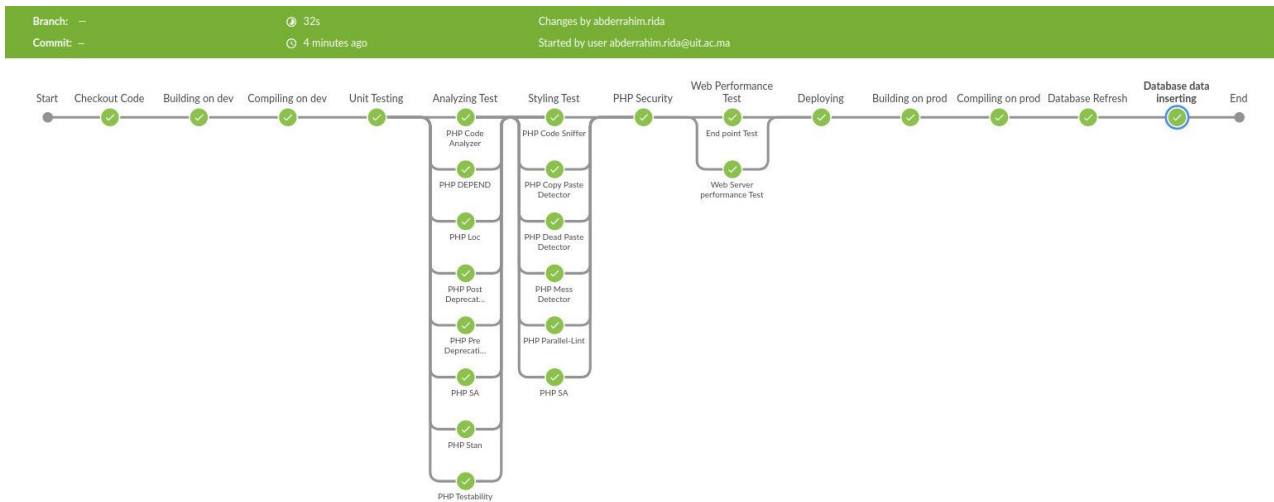 Branch: —
32s
Changes by abderrahim.rida
Commit: —
4 minutes ago
Started by user abderrahim.rida@uit.ac.ma
Start
Checkout Code
Building on dev
Compiling on dev
Unit Testing
Analyzing Test
Styling Test
PHP Security
Web Performance
Test
Deploying
Building on prod
Compiling on prod
Database Refresh
Database data
inserting
End
PHP Code
Analyzer
PHP DEPEND
PHP Loc
PHP Post
Deprecat...
PHP Pre
Deprecati...
PHP SA
PHP Stan
PHP Testability
PHP Code Sniffer
PHP Copy Paste
Detector
PHP Dead Paste
Detector
PHP Mess
Detector
PHP Parallel-Lint
PHP SA
End point Test
Web Server
performance Test